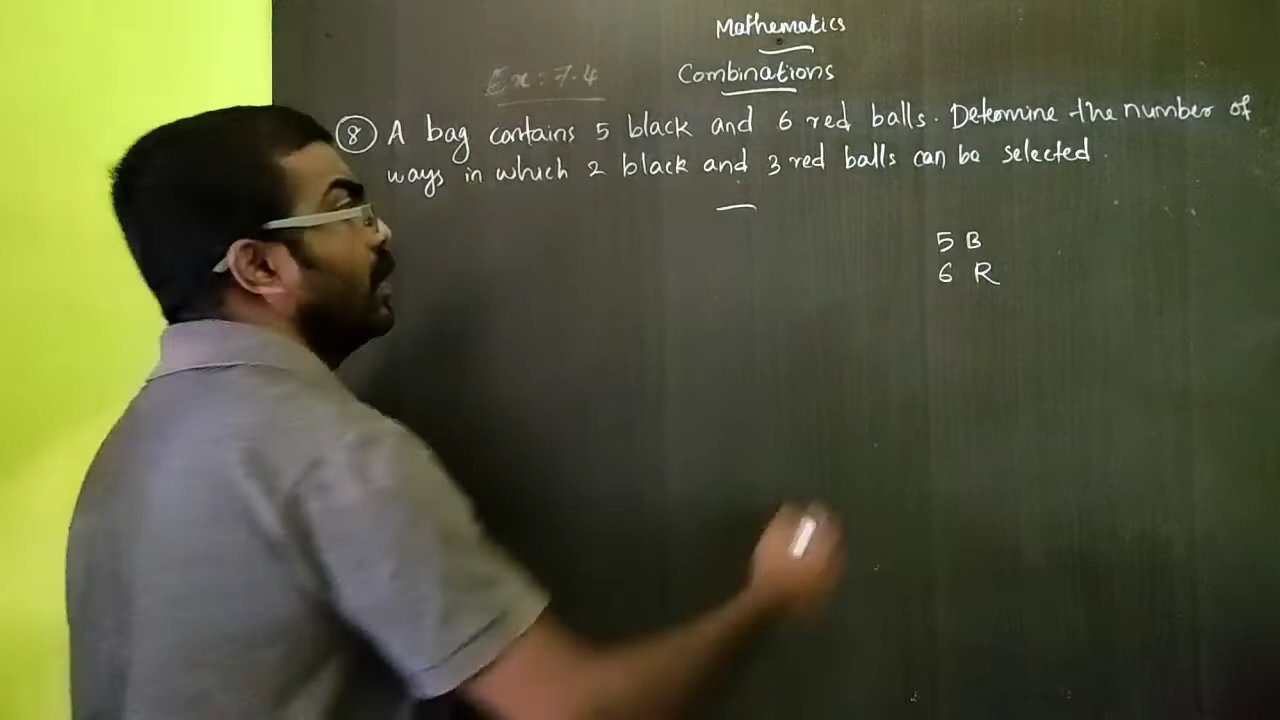 Mathematics
Combinations
Ex: 7.4
8 A bag contains 5 black and 6 red balls. Determine the number of
ways in which 2 black and 3 red balls can be selected.
5 B
6 R